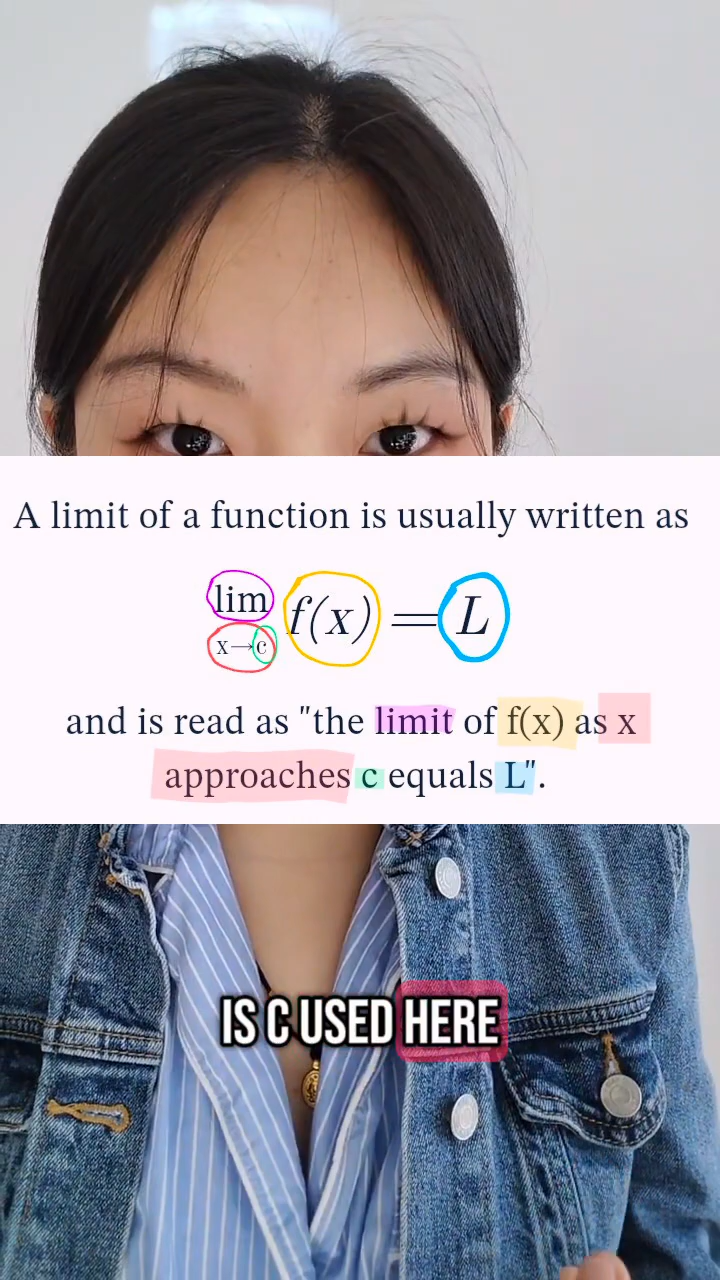 A limit of a function is usually written as
lim f(x) = L
x→c
and is read as "the limit of f(x) as x
approaches c equals L".
IS C USED HERE